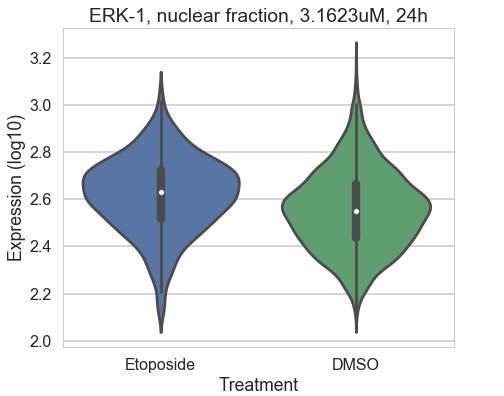 ERK-1, nuclear fraction, 3.1623uM, 24h
Expression (log10)
3.2
3.0
2.8
2.6
2.4
2.2
2.0
Etoposide DMSO
Treatment